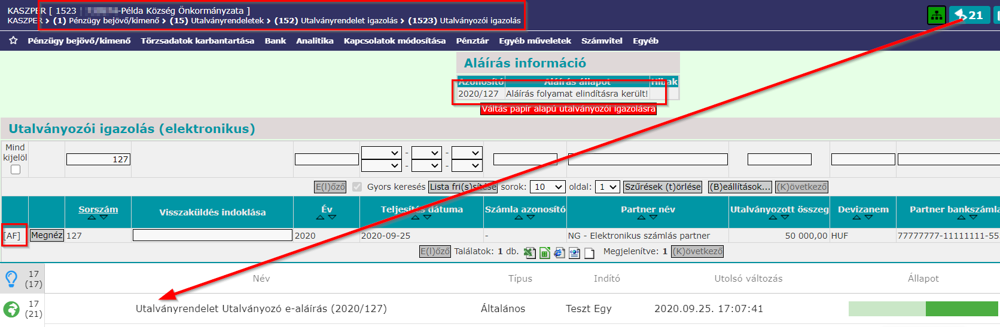 KASZPER [ 1523 -Példa Község Önkormányzata ]
KASZPER > (1) Pénzügy bejövő/kimenő > (15) Utalványrendeletek > (152) Utalványrendelet igazolás > (1523) Utalványozói igazolás
21
Pénzügy bejövő/kimenő Törzsadatok karbantartása Bank Analitika Kapcsolatok módosítása Pénztár Egyéb műveletek Számvitel Egyéb
Aláírás információ
Azonosító Aláírás állapot Hibák
2020/127 Aláírás folyamat elindításra került!
Váltás papír alapú utalványozói igazolásra
Utalványozói igazolás (elektronikus)
Mind
kijelöl
127
- -
- -
E(l)őző Gyors keresés Lista fri(s)sítése sorok: 10 oldal: 1 Szűrések (t)örlése (B)eállítások... (K)övetkező
Sorszám Visszaküldés indoklása Év Teljesítés dátuma Számla azonosító Partner név Utalványozott összeg Devizanem Partner bankszámla
[AF] Megnéz 127 2020 2020-09-25 - NG - Elektronikus számlás partner 50 000,00 HUF 77777777-11111111-55
E(l)őző Találatok: 1 db. Megjelenítve: 1 (K)övetkező
17
(17)
Név Típus Indító Utolsó változás Állapot
17
(21)
Utalványrendelet Utalványozó e-aláírás (2020/127) Általános Teszt Egy 2020.09.25. 17:07:41